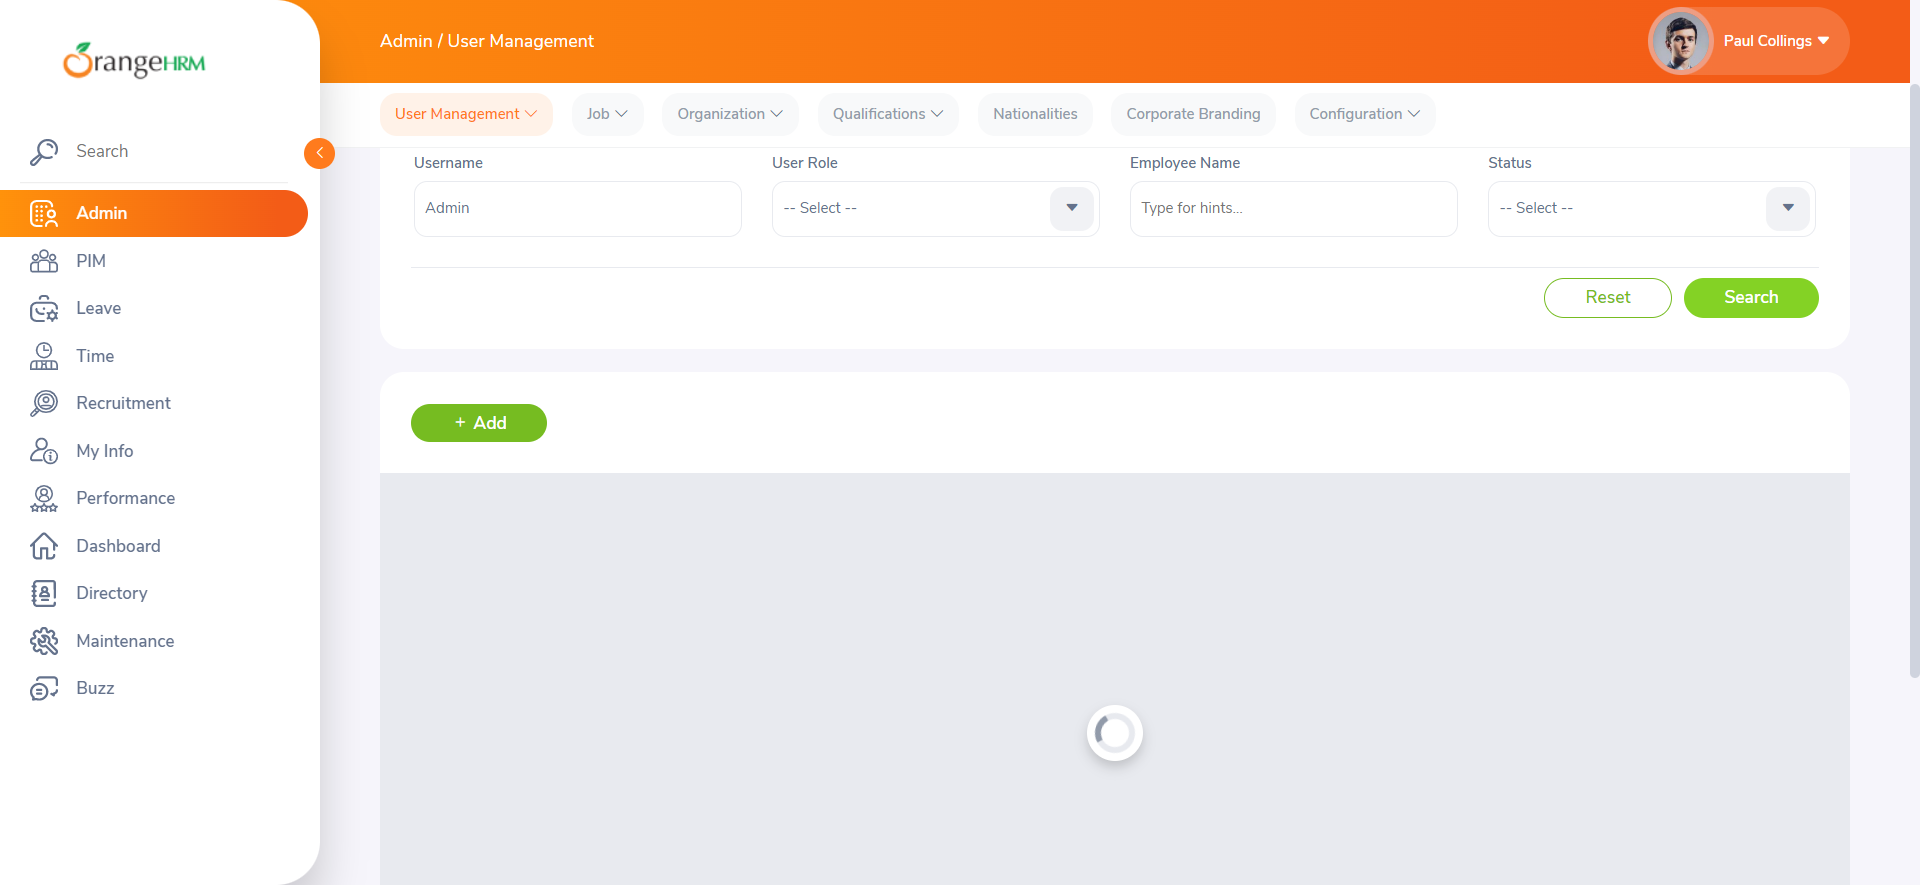 OrangeHRM
Admin / User Management
Paul Collings
User Management
Job
Organization
Qualifications
Nationalities
Corporate Branding
Configuration
Search
Admin
PIM
Leave
Time
Recruitment
My Info
Performance
Dashboard
Directory
Maintenance
Buzz
Username
User Role
Employee Name
Status
Admin
-- Select --
Type for hints...
-- Select --
Reset
Search
+ Add